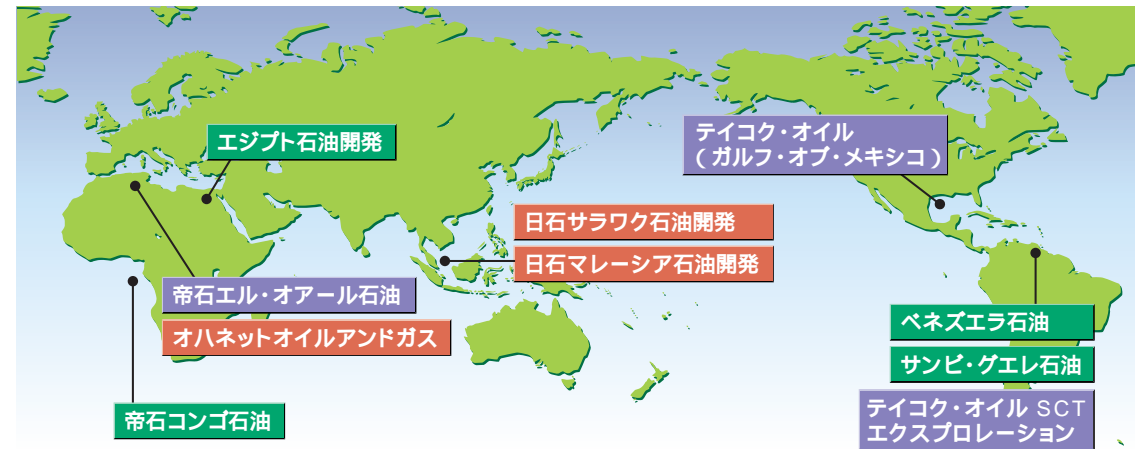 エジプト石油開発
テイコク・オイル
(ガルフ・オブ・メキシコ)
日石サラワク石油開発
日石マレーシア石油開発
帝石エル・オアール石油
オハネットオイルアンドガス
ベネズエラ石油
サンビ・グエレ石油
帝石コンゴ石油
テイコク・オイル SCT
エクスプロレーション